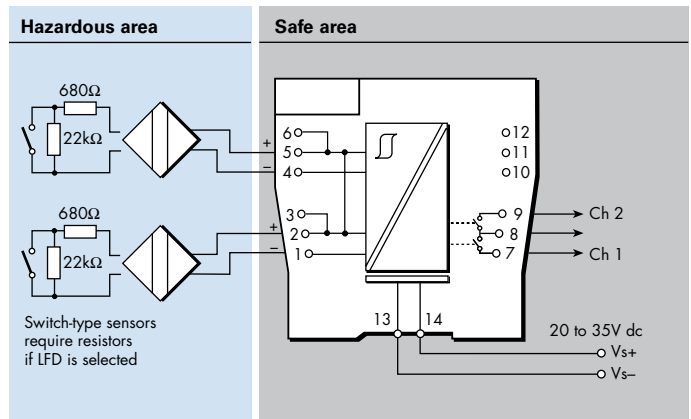 Hazardous area
Safe area
680Ω
22kΩ
+
−
6
5
4
12
11
10
680Ω
22kΩ
+
−
3
2
1
9
8
7
Ch 2
Ch 1
Switch-type sensors
require resistors
if LFD is selected
13
14
20 to 35V dc
Vs+
Vs–